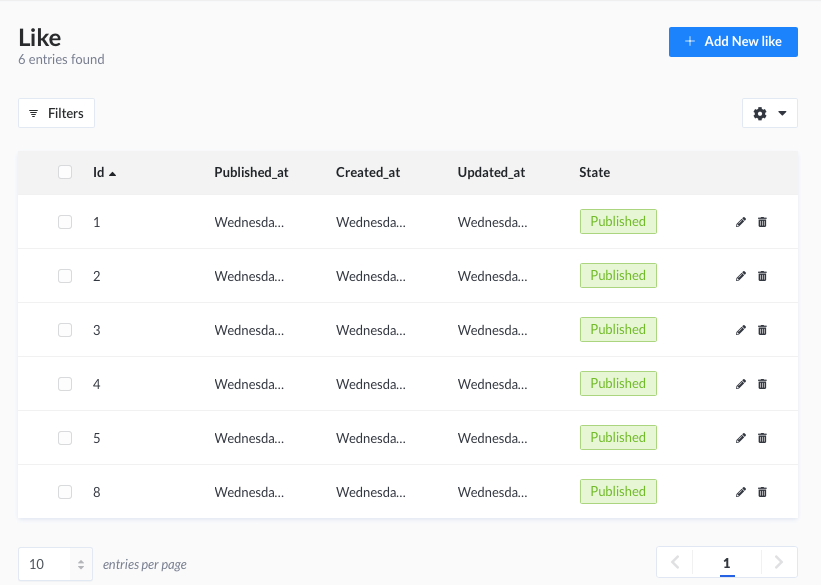 Like
6 entries found
+ Add New like
Filters
Id Published_at Created_at Updated_at State
1 Wednesda... Wednesda... Wednesda... Published
2 Wednesda... Wednesda... Wednesda... Published
3 Wednesda... Wednesda... Wednesda... Published
4 Wednesda... Wednesda... Wednesda... Published
5 Wednesda... Wednesda... Wednesda... Published
8 Wednesda... Wednesda... Wednesda... Published
10 entries per page
1